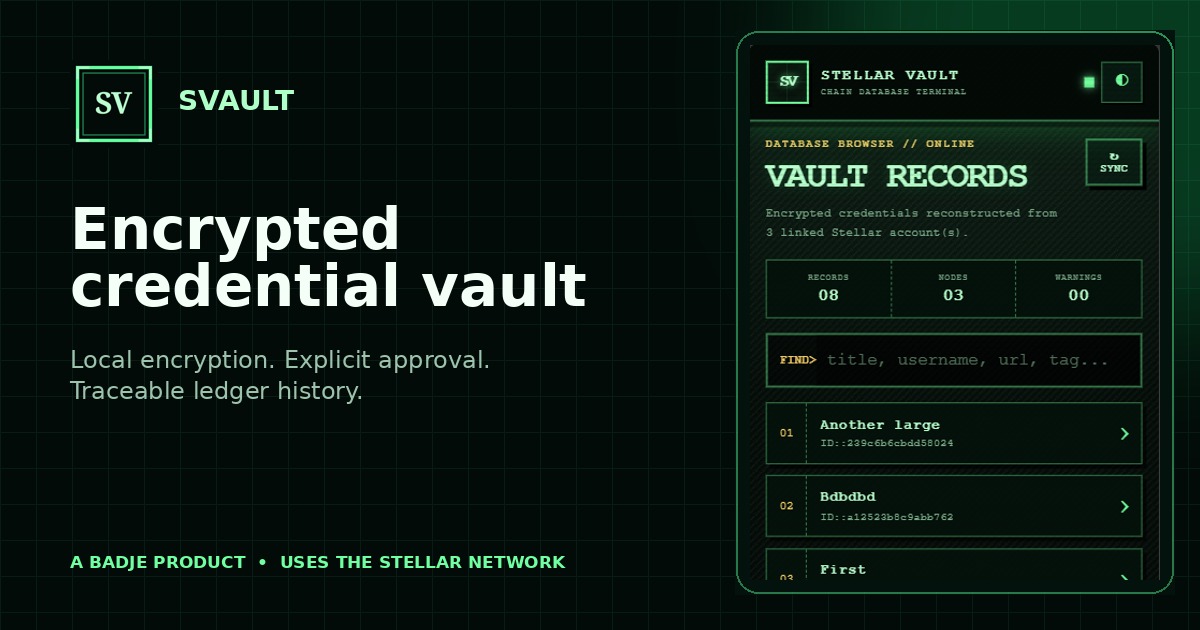 SV
SVAULT
Encrypted
credential vault
Local encryption. Explicit approval.
Traceable ledger history.
A BADJE PRODUCT • USES THE STELLAR NETWORK
SV
STELLAR VAULT
CHAIN DATABASE TERMINAL
DATABASE BROWSER // ONLINE
VAULT RECORDS
↻
SYNC
Encrypted credentials reconstructed from
3 linked Stellar account(s).
RECORDS NODES WARNINGS
08 03 00
FIND> title, username, url, tag...
01 Another large
ID::239c6b6cbdd58024
02 Bdbdbd
ID::a12523b8c9abb762
03 First